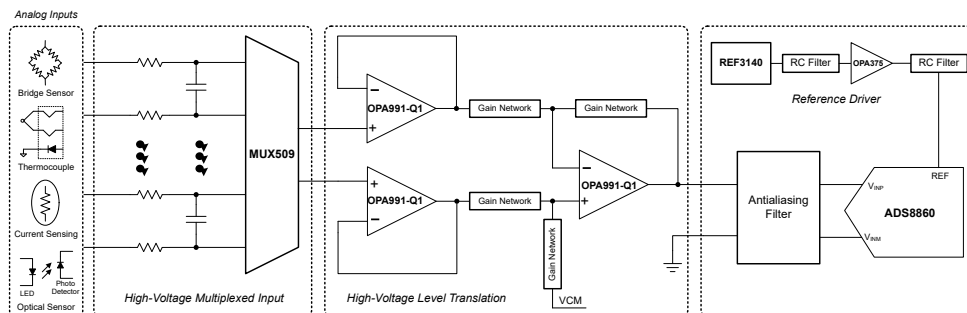 Analog Inputs
Bridge Sensor
Thermocouple
Current Sensing
LED
Photo
Detector
Optical Sensor
MUX509
High-Voltage Multiplexed Input
OPA991-Q1
Gain Network
Gain Network
OPA991-Q1
Gain Network
OPA991-Q1
Gain Network
VCM
High-Voltage Level Translation
REF3140
RC Filter
OPA375
RC Filter
Reference Driver
Antialiasing
Filter
REF
VINP
ADS8860
VINM